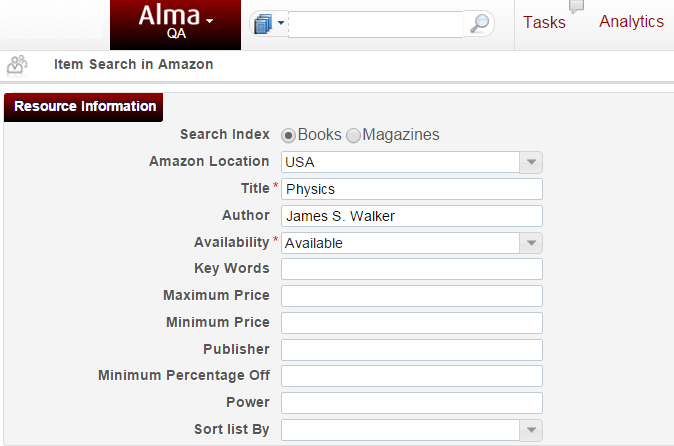 Alma
QA
Tasks Analytics
Item Search in Amazon
Resource Information
Search Index Books Magazines
Amazon Location USA
Title * Physics
Author James S. Walker
Availability * Available
Key Words
Maximum Price
Minimum Price
Publisher
Minimum Percentage Off
Power
Sort list By